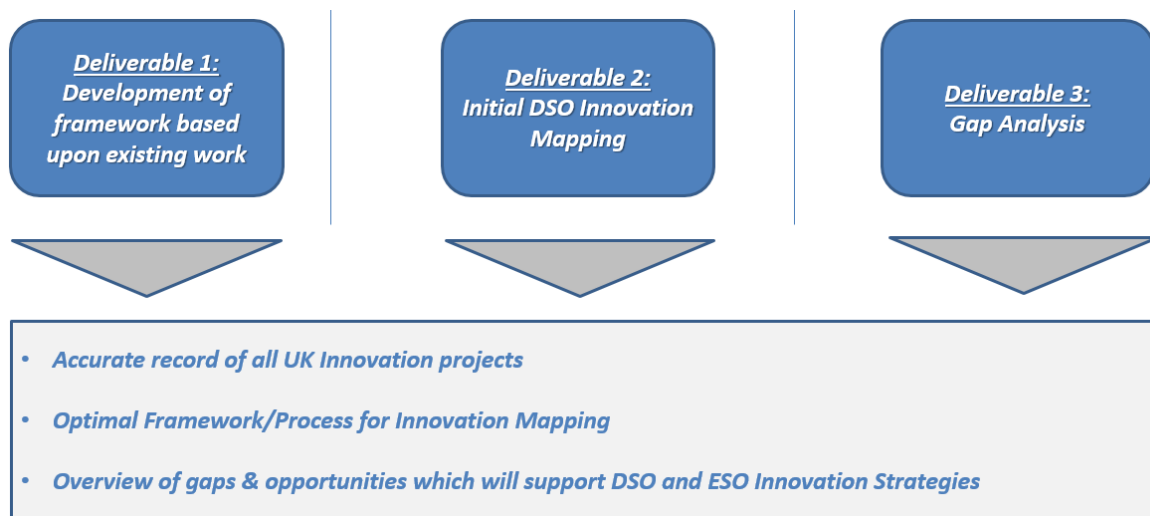 Deliverable 1:
Development of
framework based
upon existing work
Deliverable 2:
Initial DSO Innovation
Mapping
Deliverable 3:
Gap Analysis
• Accurate record of all UK Innovation projects
• Optimal Framework/Process for Innovation Mapping
• Overview of gaps & opportunities which will support DSO and ESO Innovation Strategies